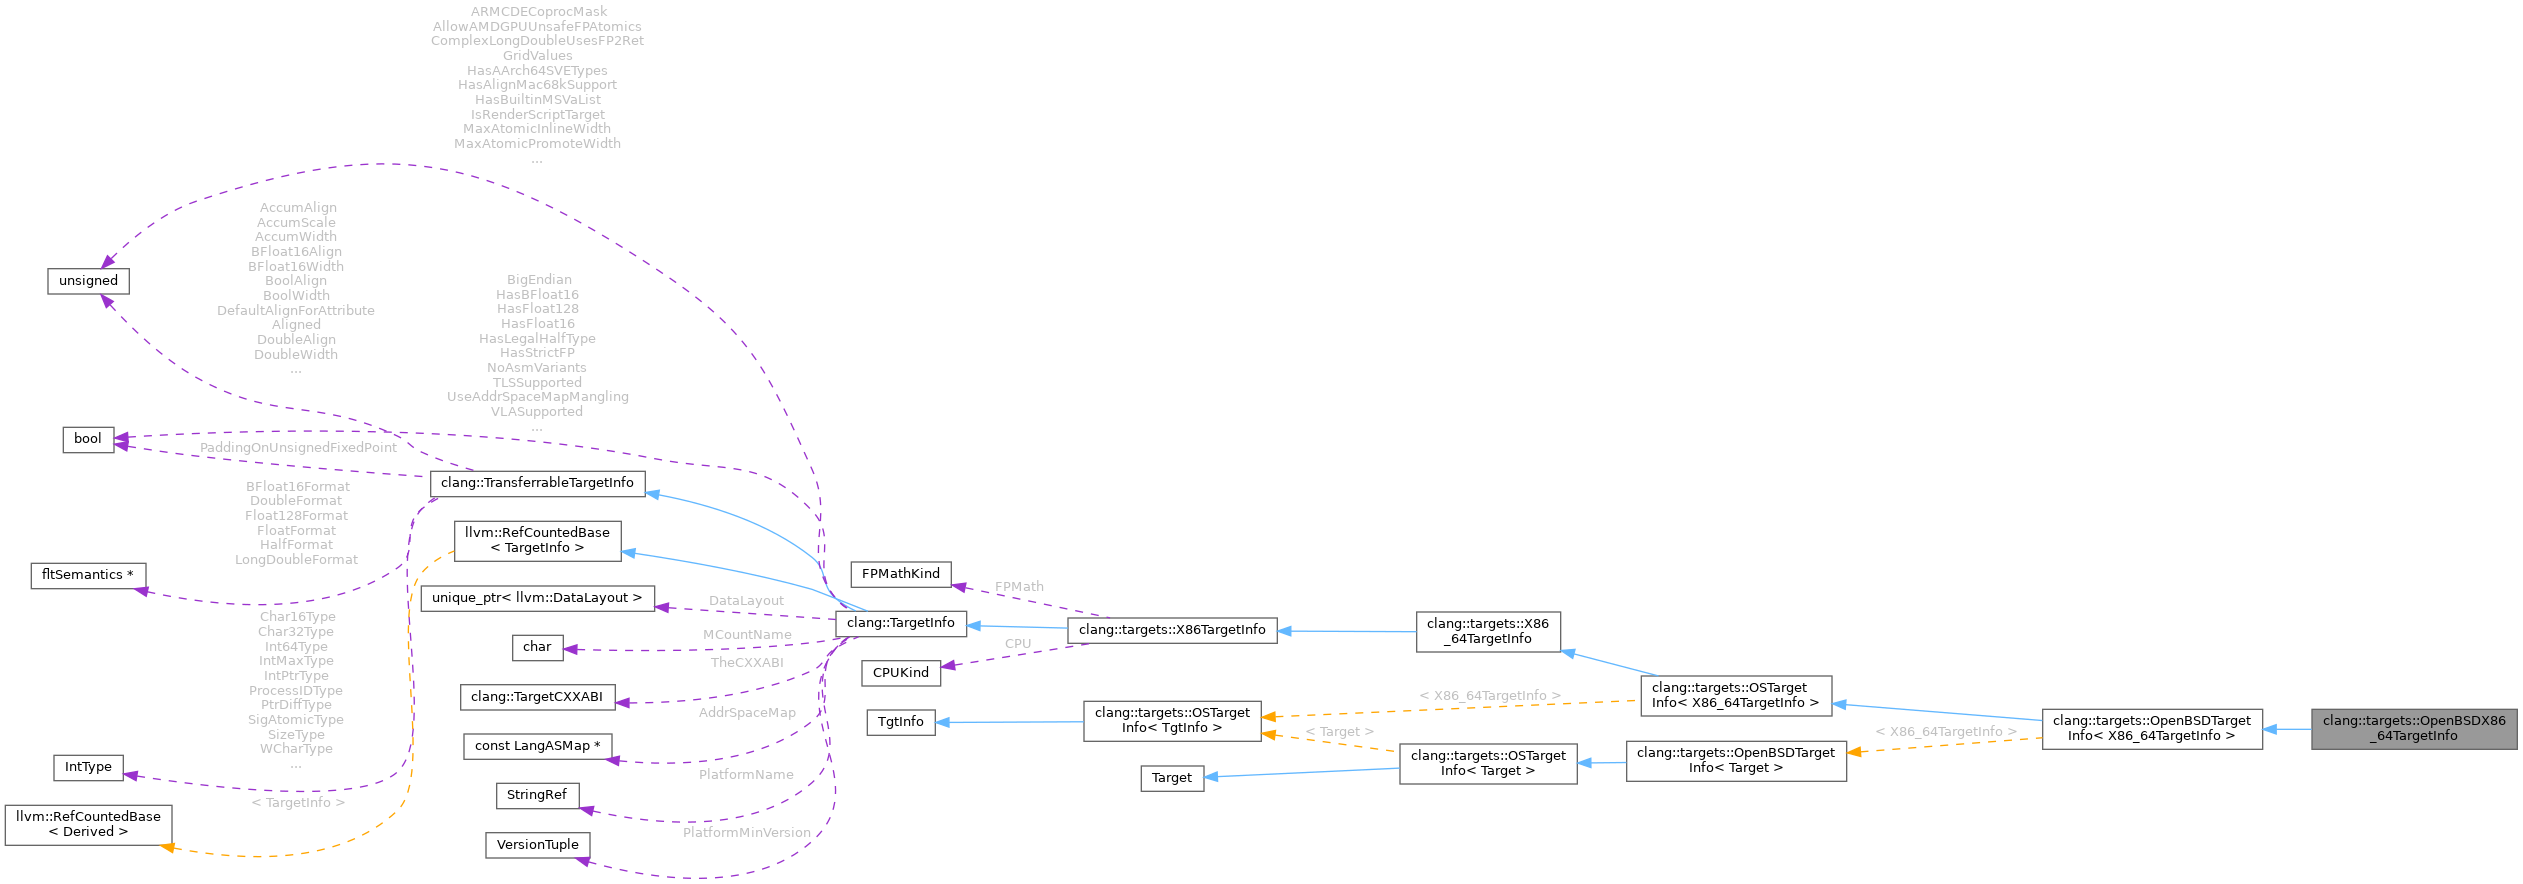 ARMCDECoprocMask
AllowAMDGPUUnsafeFPAtomics
ComplexLongDoubleUsesFP2Ret
GridValues
HasAArch64SVETypes
HasAlignMac68kSupport
HasBuiltinMSVaList
IsRenderScriptTarget
MaxAtomicInlineWidth
MaxAtomicPromoteWidth
...
AccumAlign
AccumScale
AccumWidth
BFloat16Align
BFloat16Width
BoolAlign
BoolWidth
DefaultAlignForAttribute
Aligned
DoubleAlign
DoubleWidth
...
unsigned
BigEndian
HasBFloat16
HasFloat128
HasFloat16
HasLegalHalfType
HasStrictFP
NoAsmVariants
TLSSupported
UseAddrSpaceMapMangling
VLASupported
...
bool
PaddingOnUnsignedFixedPoint
clang::TransferrableTargetInfo
BFloat16Format
DoubleFormat
Float128Format
FloatFormat
HalfFormat
LongDoubleFormat
llvm::RefCountedBase
< TargetInfo >
fltSemantics *
unique_ptr< llvm::DataLayout >
DataLayout
FPMathKind
FPMath
Char16Type
Char32Type
Int64Type
IntMaxType
IntPtrType
ProcessIDType
PtrDiffType
SigAtomicType
SizeType
WCharType
...
char
MCountName
clang::TargetInfo
clang::targets::X86TargetInfo
clang::targets::X86
_64TargetInfo
TheCXXABI
CPU
CPUKind
clang::TargetCXXABI
AddrSpaceMap
const LangASMap *
TgtInfo
clang::targets::OSTarget
Info< TgtInfo >
< X86_64TargetInfo >
clang::targets::OSTarget
Info< X86_64TargetInfo >
< Target >
clang::targets::OSTarget
Info< Target >
clang::targets::OpenBSDTarget
Info< Target >
< X86_64TargetInfo >
clang::targets::OpenBSDTarget
Info< X86_64TargetInfo >
clang::targets::OpenBSDX86
_64TargetInfo
IntType
PlatformName
Target
StringRef
< TargetInfo >
llvm::RefCountedBase
< Derived >
PlatformMinVersion
VersionTuple